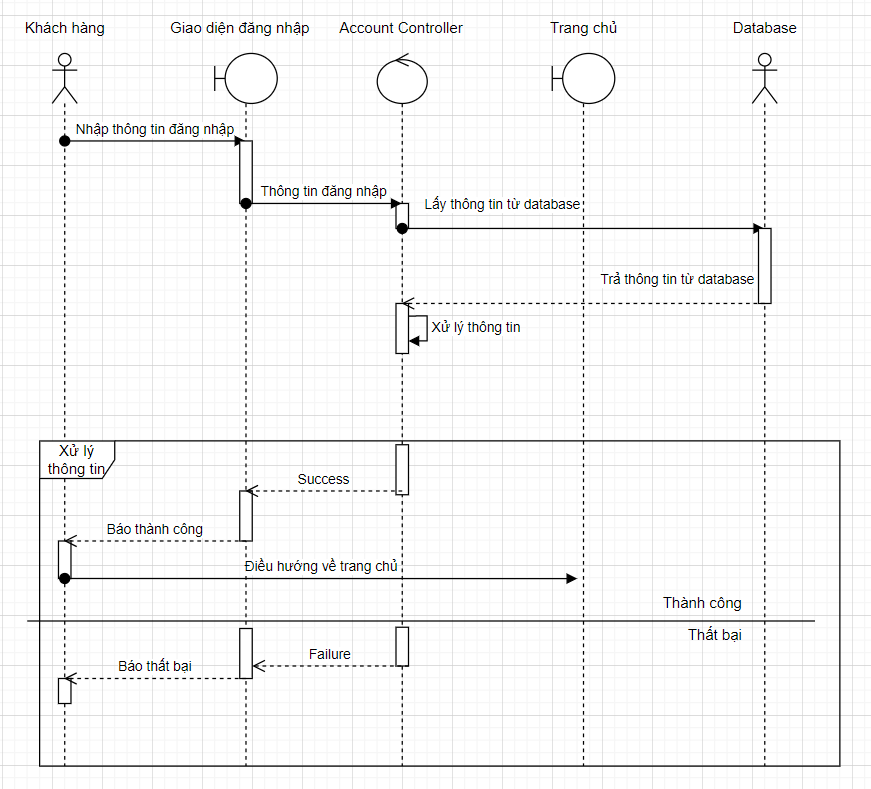 Khách hàng
Giao diện đăng nhập
Account Controller
Trang chủ
Database
Nhập thông tin đăng nhập
Thông tin đăng nhập
Lấy thông tin từ database
Trả thông tin từ database
Xử lý thông tin
Xử lý
thông tin
Success
Báo thành công
Điều hướng về trang chủ
Thành công
Thất bại
Failure
Báo thất bại